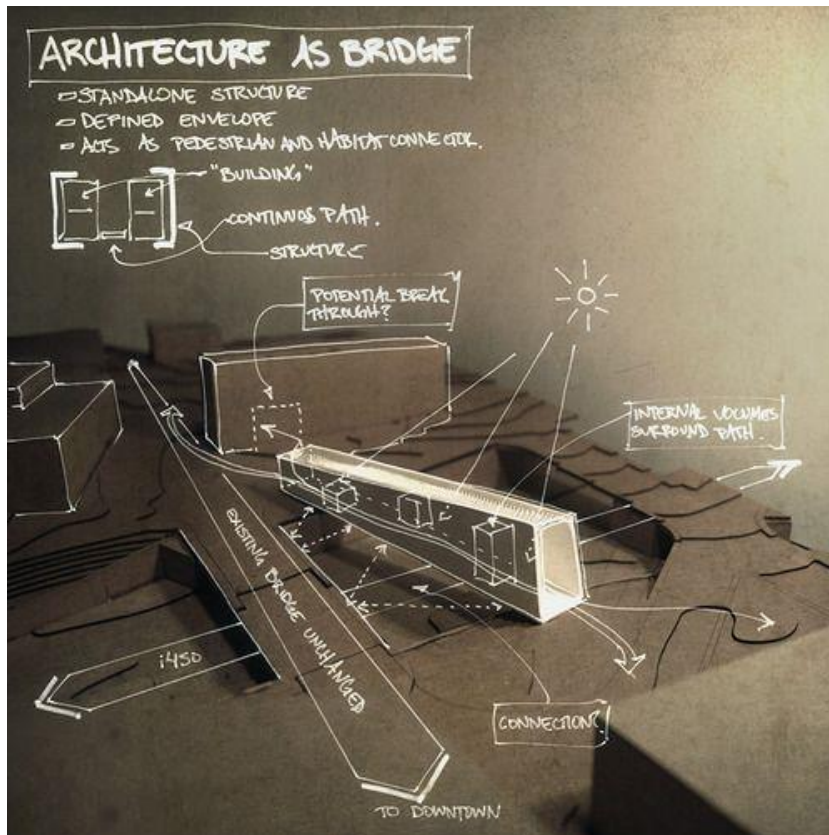 ARCHITECTURE AS BRIDGE
STANDALONE STRUCTURE
DEFINED ENVELOPE
ACTS AS PEDESTRIAN AND HABITAT CONNECTOR.
"BUILDING"
CONTINUOS PATH.
STRUCTURE
POTENTIAL BREAK
THROUGH?
INTERNAL VOLUMES
SURROUND PATH.
EXISTING BRIDGE UNCHANGED
i450
CONNECTION?
TO DOWNTOWN